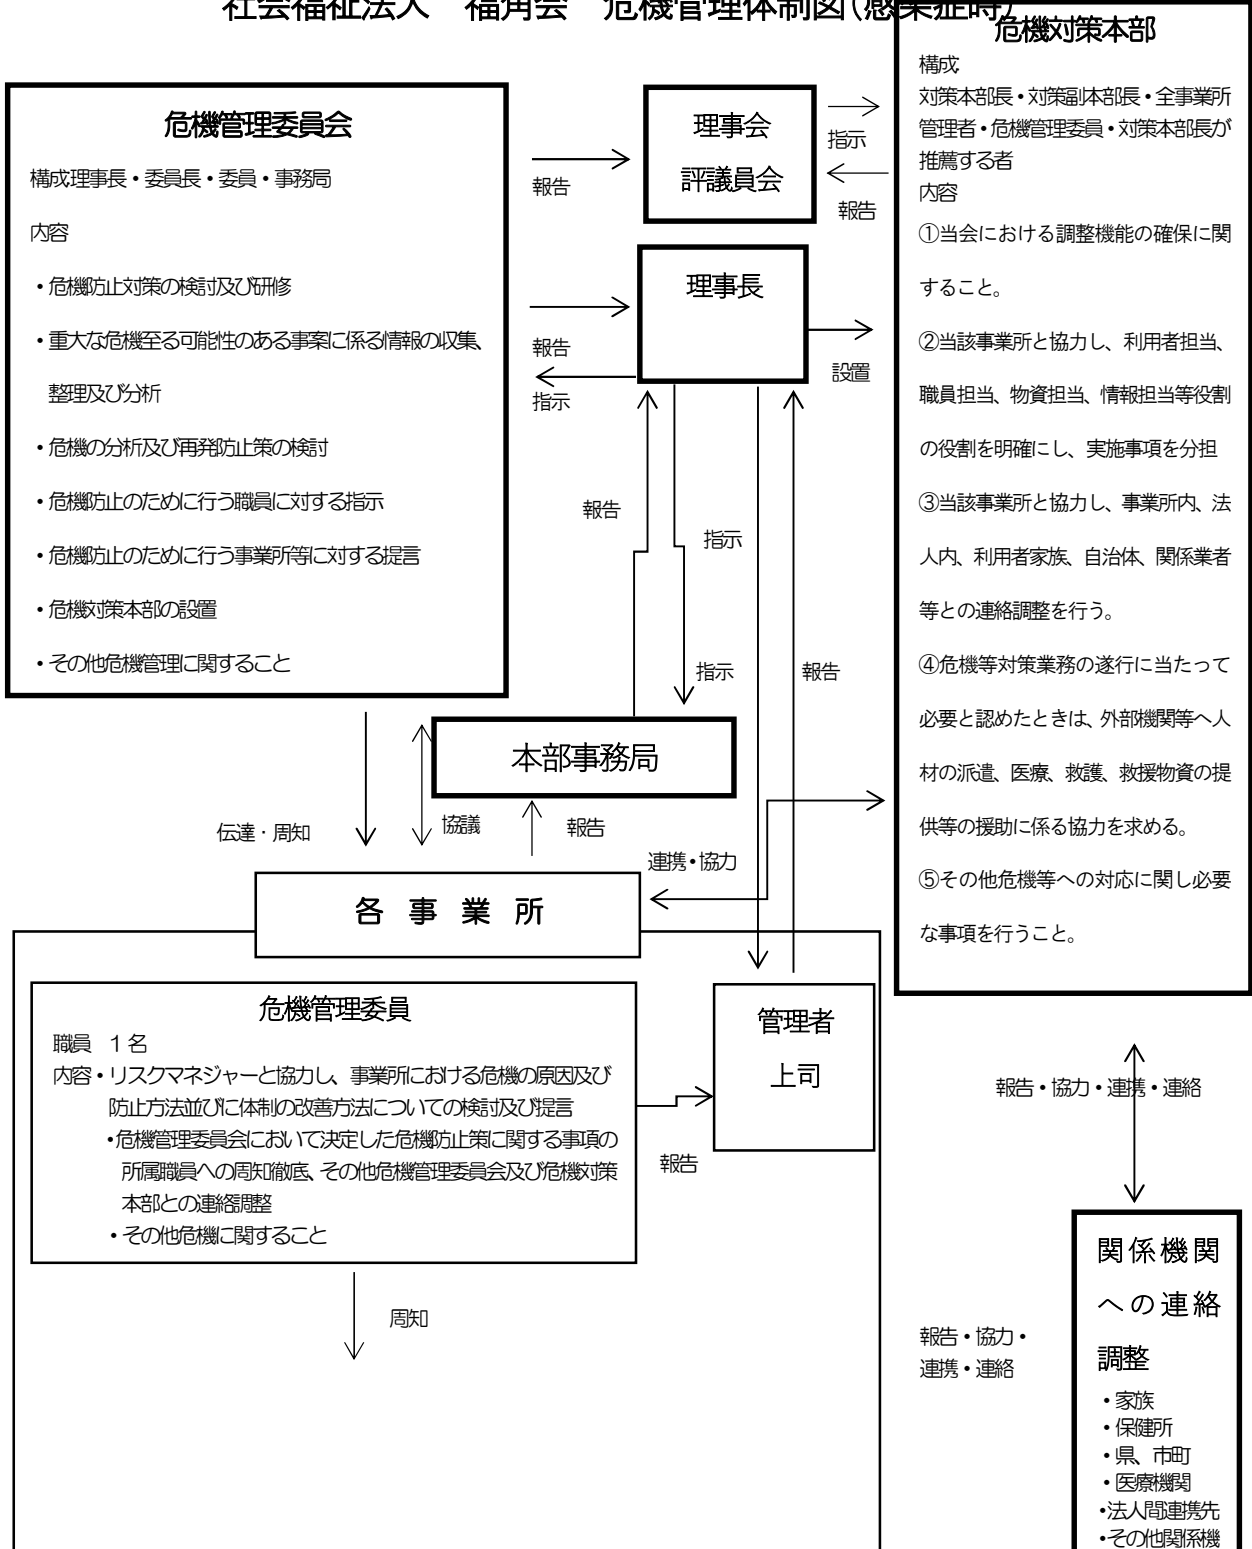 社会福祉法人　福角会　危機管理体制図（感染症時）
危機管理委員会
構成理事長・委員長・委員・事務局
内容
・危機防止対策の検討及び研修
・重大な危機至る可能性のある事案に係る情報の収集、
整理及び分析
・危機の分析及び再発防止策の検討
・危機防止のために行う職員に対する指示
・危機防止のために行う事業所等に対する提言
・危機対策本部の設置
・その他危機管理に関すること
報告
理事会
評議員会
指示
報告
報告
指示
理事長
設置
危機対策本部
構成
対策本部長・対策副本部長・全事業所
管理者・危機管理委員・対策本部長が
推薦する者
内容
①当会における調整機能の確保に関
すること。
②当該事業所と協力し、利用者担当、
職員担当、物資担当、情報担当等役割
の役割を明確にし、実施事項を分担
③当該事業所と協力し、事業所内、法
人内、利用者家族、自治体、関係業者
等との連絡調整を行う。
④危機等対策業務の遂行に当たって
必要と認めたときは、外部機関等へ人
材の派遣、医療、救護、救援物資の提
供等の援助に係る協力を求める。
⑤その他危機等への対応に関し必要
な事項を行うこと。
報告
指示
指示
報告
本部事務局
伝達・周知
協議
報告
連携・協力
各事業所
危機管理委員
職員　１名
内容・リスクマネジャーと協力し、事業所における危機の原因及び
防止方法並びに体制の改善方法についての検討及び提言
・危機管理委員会において決定した危機防止策に関する事項の
所属職員への周知徹底、その他危機管理委員会及び危機対策
本部との連絡調整
・その他危機に関すること
報告
管理者
上司
周知
報告・協力・連携・連絡
報告・協力・
連携・連絡
関係機関
への連絡
調整
・家族
・保健所
・県、市町
・医療機関
・法人間連携先
・その他関係機